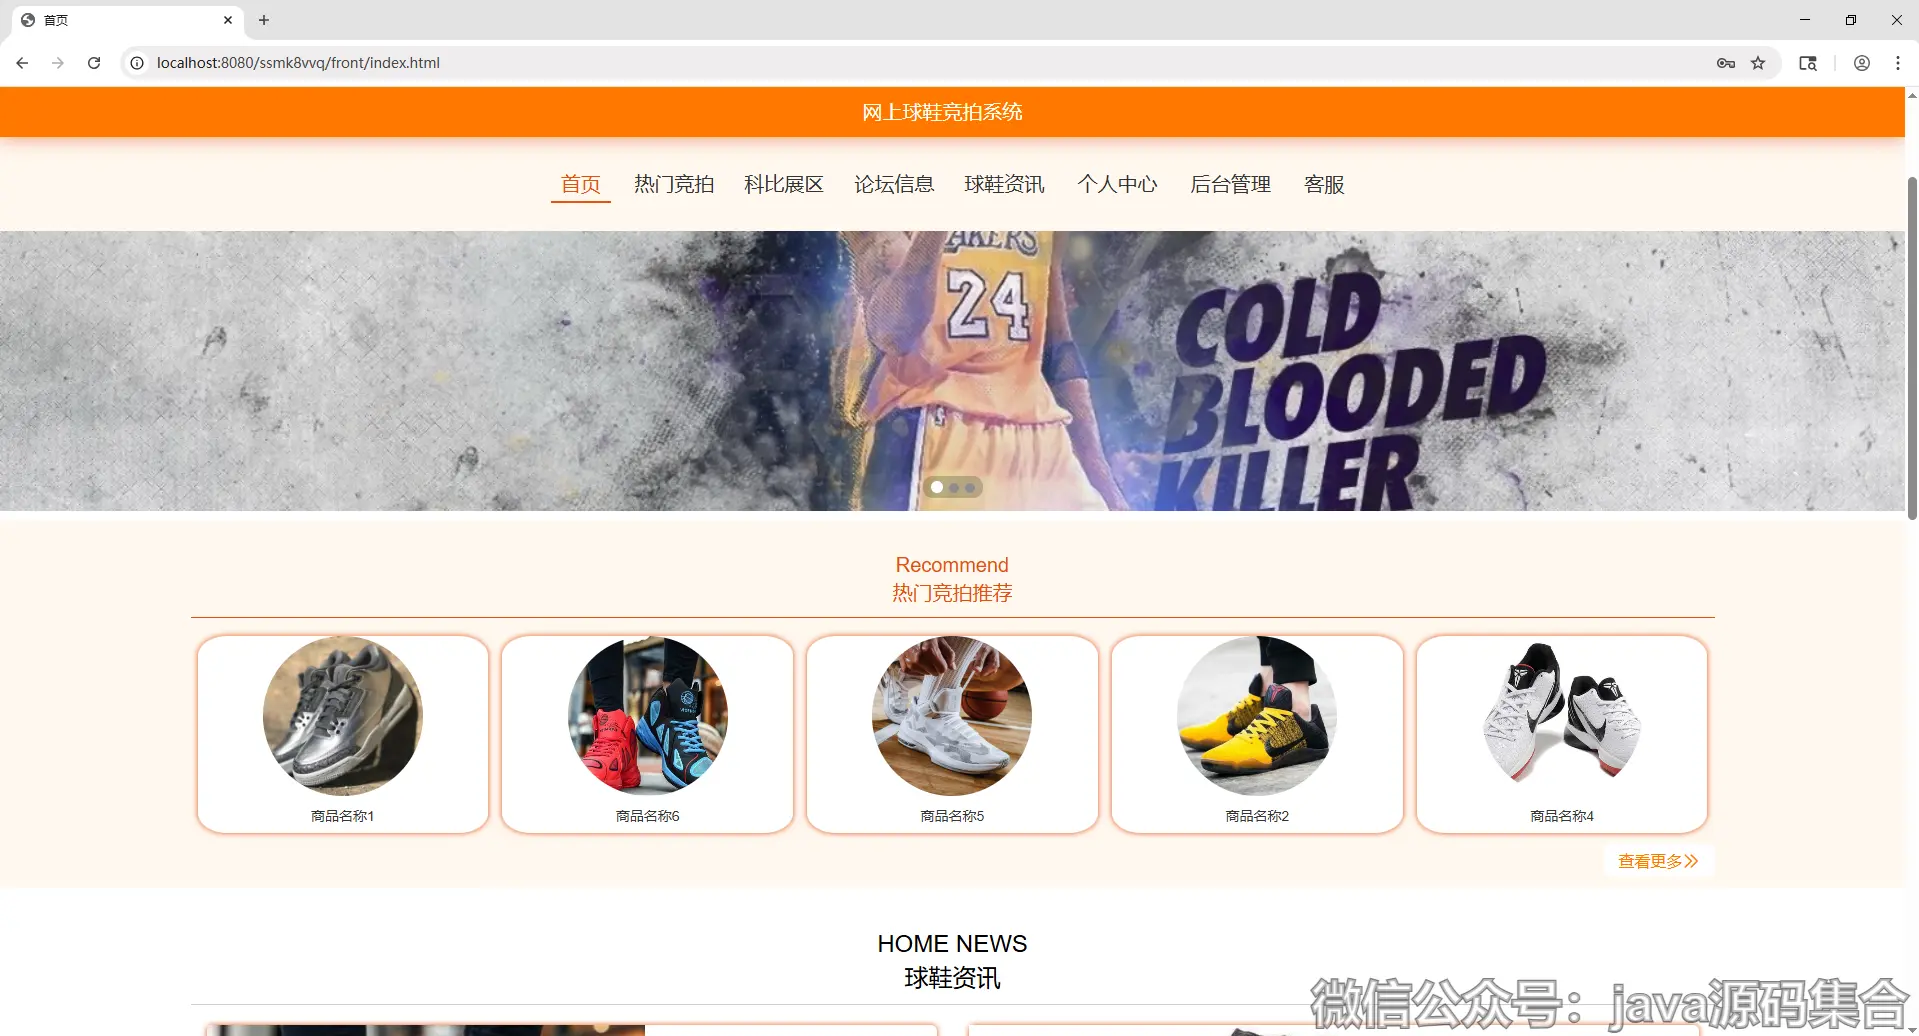 首页
localhost:8080/ssmk8vvq/front/index.html
网上球鞋竞拍系统
首页 热门竞拍 科比展区 论坛信息 球鞋资讯 个人中心 后台管理 客服
LAKERS
24
COLD
BLOODED
KILLER
Recommend
热门竞拍推荐
商品名称1 商品名称6 商品名称5 商品名称2 商品名称4
查看更多
HOME NEWS
球鞋资讯
微信公众号：java源码集合